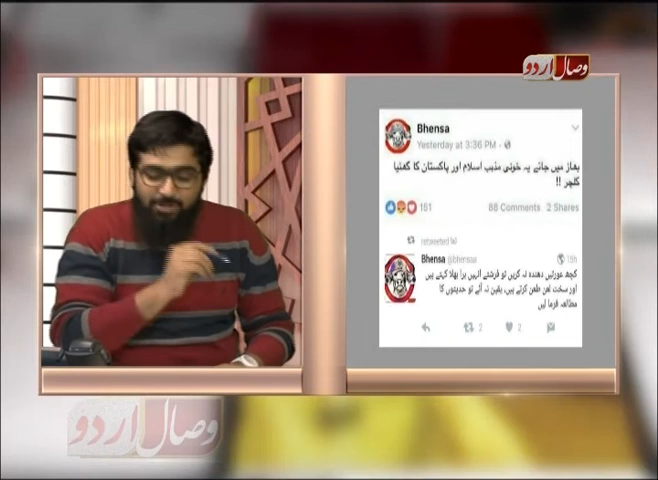 وصال اردو
Bhensa
Yesterday at 3:36 PM
بھاڑ میں جائے یہ خونی مذہب اسلام اور پاکستان کا گھٹیا
کلچر !!
151
88 Comments 2 Shares
retweeted
Bhensa @bhensaa 15h
کچھ عورتیں دھندہ نہ کریں تو فرشتے انہیں برا بھلا کہتے ہیں
اور سخت لعن طعن کرتے ہیں، یقین نہ آئے تو حدیثوں کا
مطالعہ فرما لیں
2 2
وصال اردو